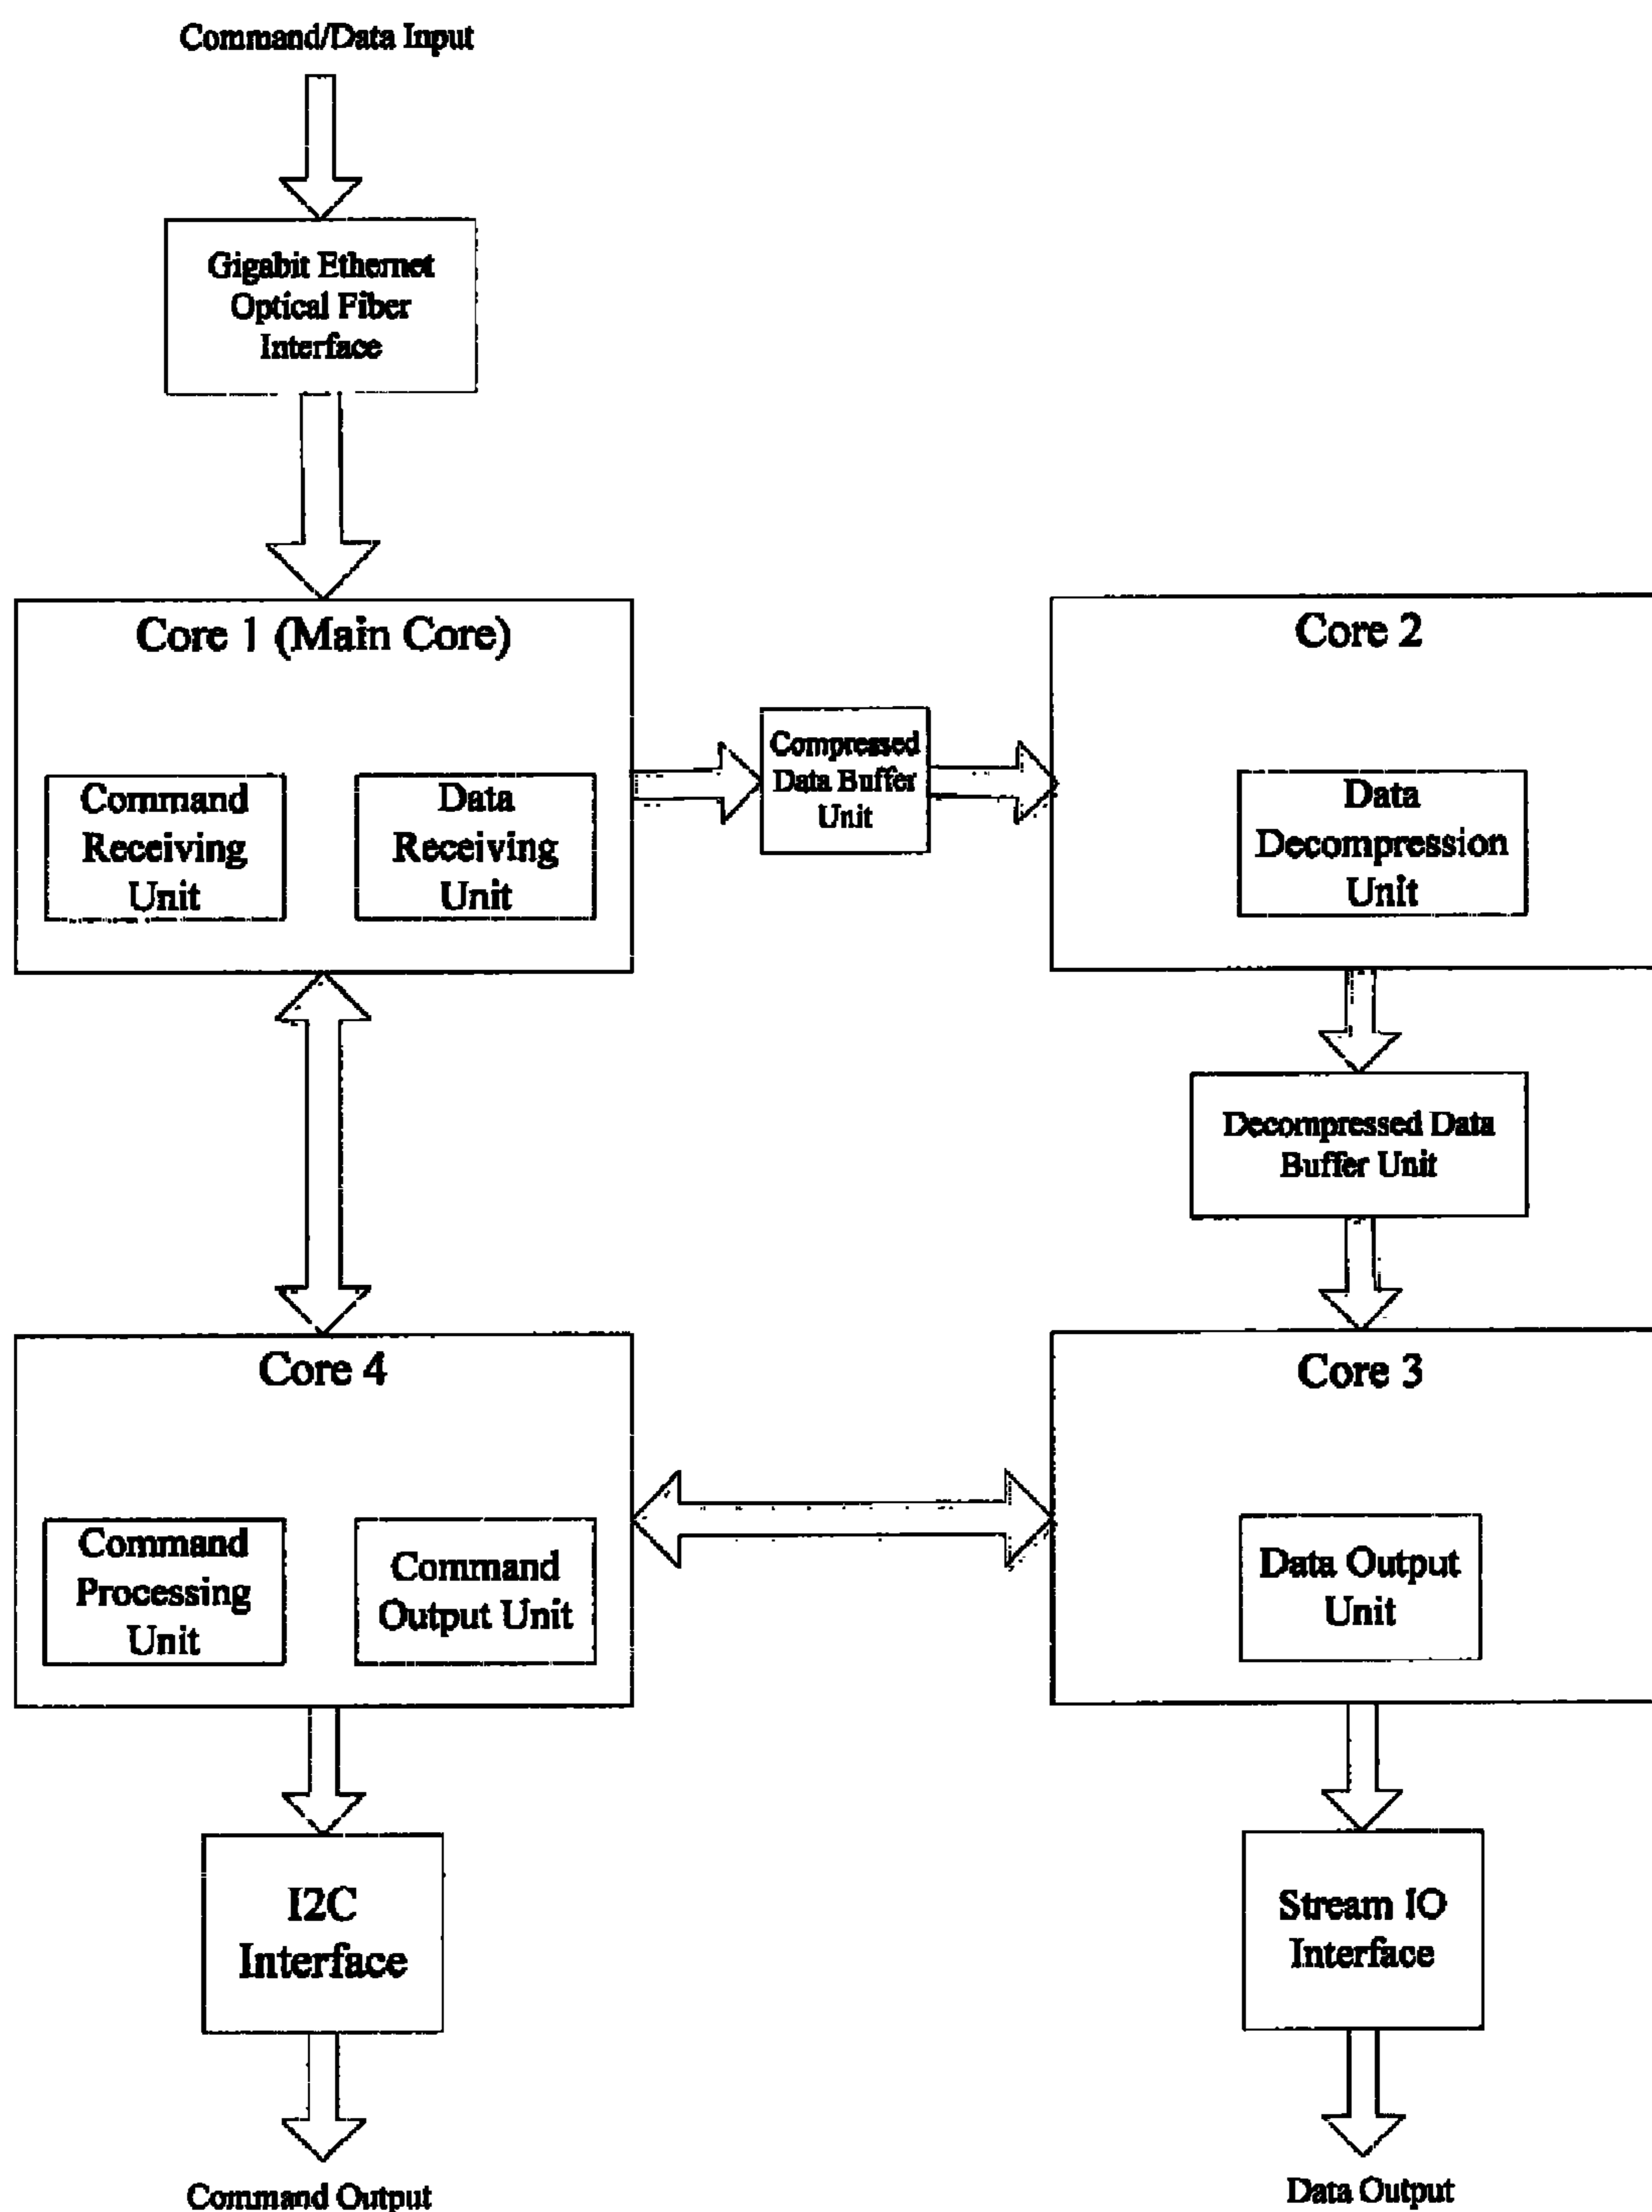 Command/Data Input
Gigabit Ethernet
Optical Fiber
Interface
Core 1 (Main Core)
Command
Receiving
Unit
Data
Receiving
Unit
Compressed
Data Buffer
Unit
Core 2
Data
Decompression
Unit
Decompressed Data
Buffer Unit
Core 4
Command
Processing
Unit
Command
Output Unit
Core 3
Data Output
Unit
I2C
Interface
Stream IO
Interface
Command Output
Data Output